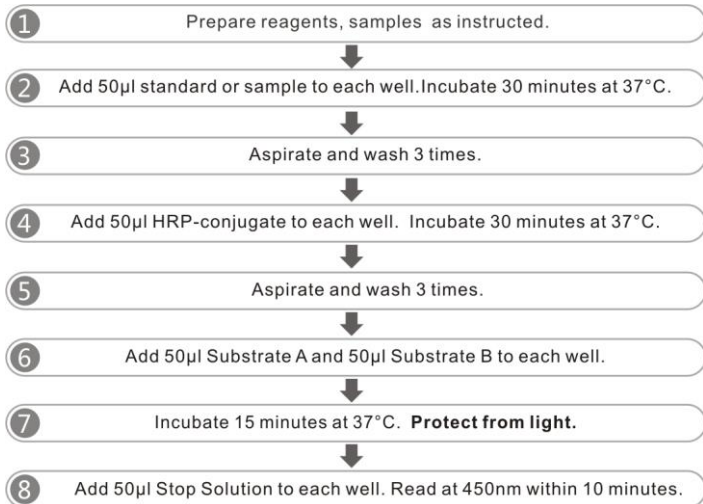 1 Prepare reagents, samples as instructed.
2 Add 50µl standard or sample to each well.Incubate 30 minutes at 37°C.
3 Aspirate and wash 3 times.
4 Add 50µl HRP-conjugate to each well. Incubate 30 minutes at 37°C.
5 Aspirate and wash 3 times.
6 Add 50µl Substrate A and 50µl Substrate B to each well.
7 Incubate 15 minutes at 37°C. Protect from light.
8 Add 50µl Stop Solution to each well. Read at 450nm within 10 minutes.